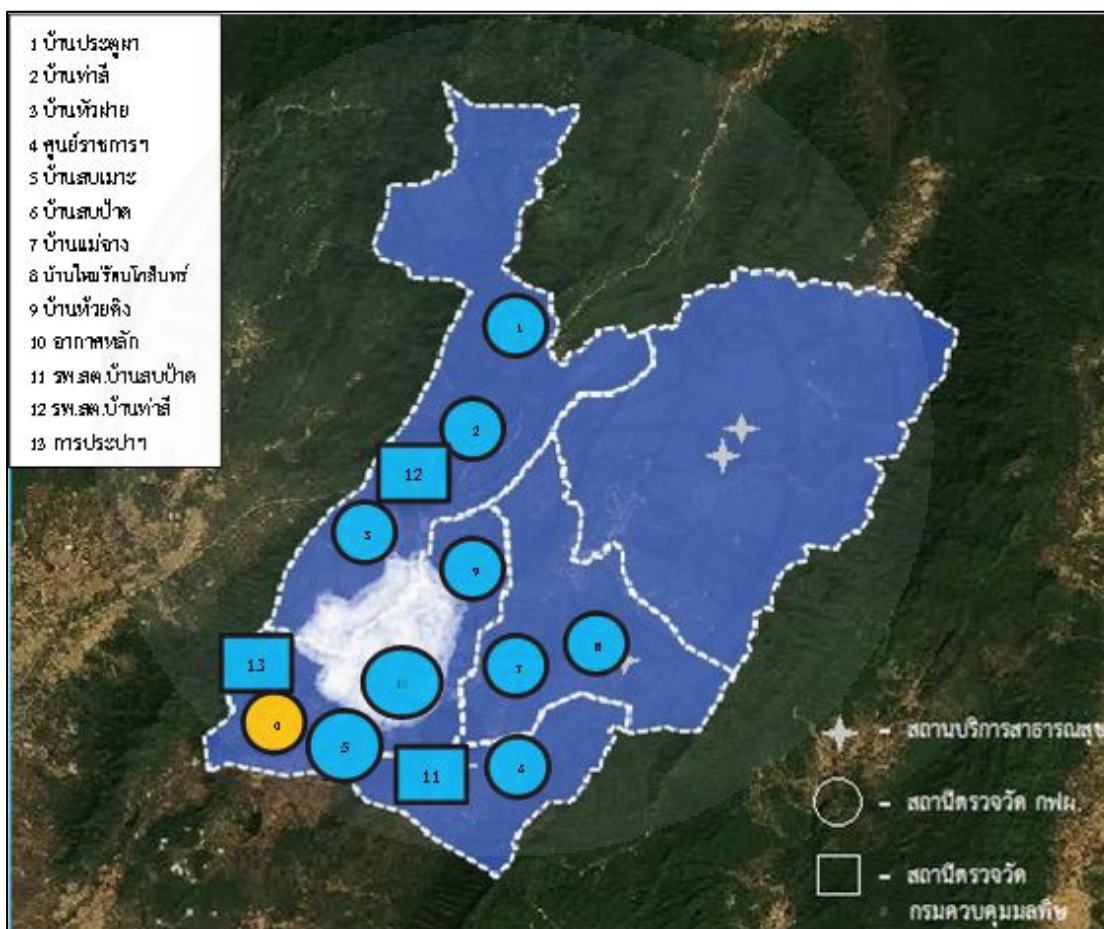 1 บ้านประตูผา
2 บ้านท่าสี
3 บ้านหัวฝาย
4 ศูนย์ราชการฯ
5 บ้านสบเมาะ
6 บ้านสบป้าด
7 บ้านแม่จาง
8 บ้านใหม่รัตนโกสินทร์
9 บ้านห้วยคิง
10 อากาศหลัก
11 รพ.สต.บ้านสบป้าด
12 รพ.สต.บ้านท่าสี
13 การประปาฯ
1
2
12
3
9
13
7
8
5
11
6
- สถานบริการสาธารณสุข
- สถานีตรวจวัด กฟผ.
- สถานีตรวจวัด
กรมควบคุมมลพิษ